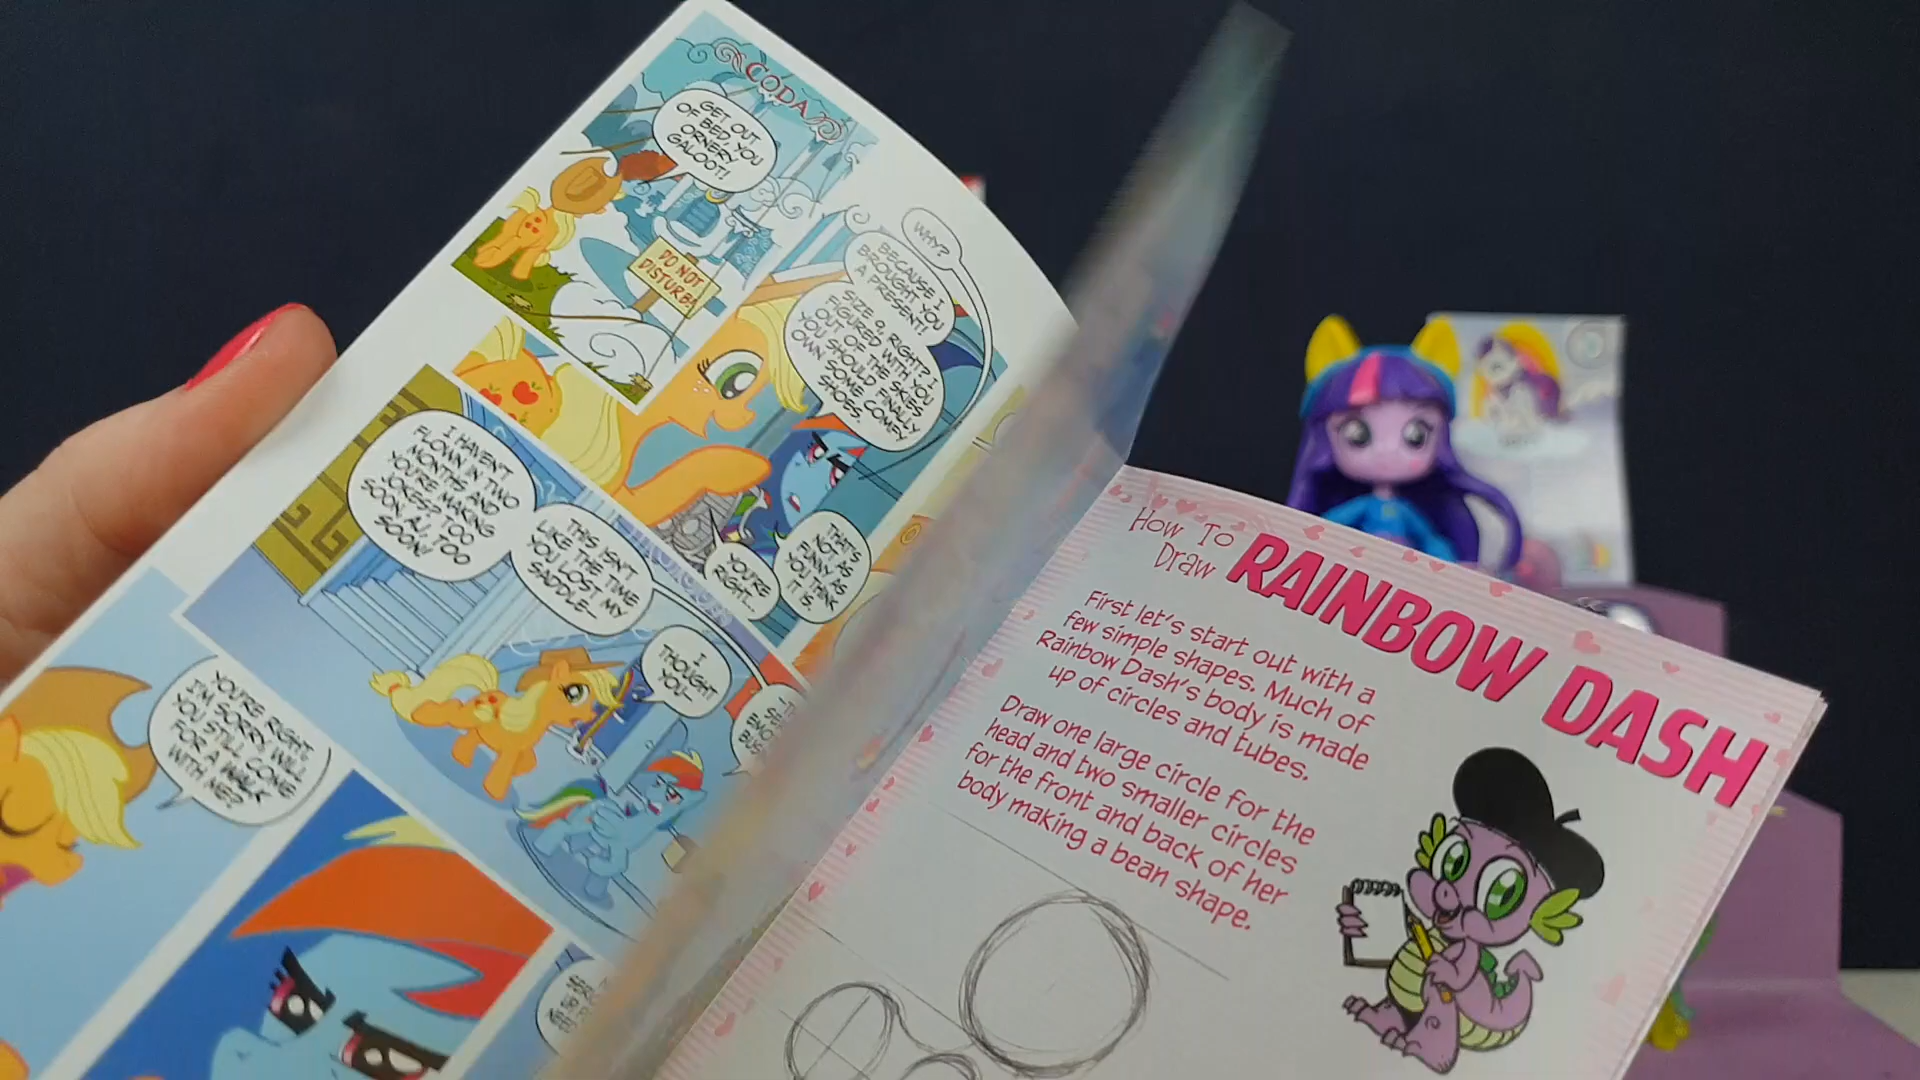 CODA
GET OUT
OF BED, YOU
ORNERY
GALOOT!
DO NOT
DISTURB!
WHY?
BECAUSE I
BROUGHT YOU
A PRESENT!
SIZE 9, RIGHT? I
FIGURED WITH YOU
OUT OF THE SKIES
YOU SHOULD FINALLY
OWN SOME COMFY
SHOES.
YOU'RE
RIGHT...
THAT'S
NOT AS
FUNNY AS
YOU THINK
IT IS.
I HAVEN'T
FLOWN IN TWO
MONTHS AND
YOU'RE MAKING
JOKES? TOO
SOON AJ, TOO
SOON!
THIS ISN'T
LIKE THE TIME
YOU LOST MY
SADDLE_
I
THOUGHT
YOU_
YOU'RE RIGHT,
I'M SORRY. WILL
YOU STILL COME
FOR A WALK
WITH ME?
How To
Draw RAINBOW DASH
First let's start out with a
few simple shapes. Much of
Rainbow Dash's body is made
up of circles and tubes.
Draw one large circle for the
head and two smaller circles
for the front and back of her
body making a bean shape.